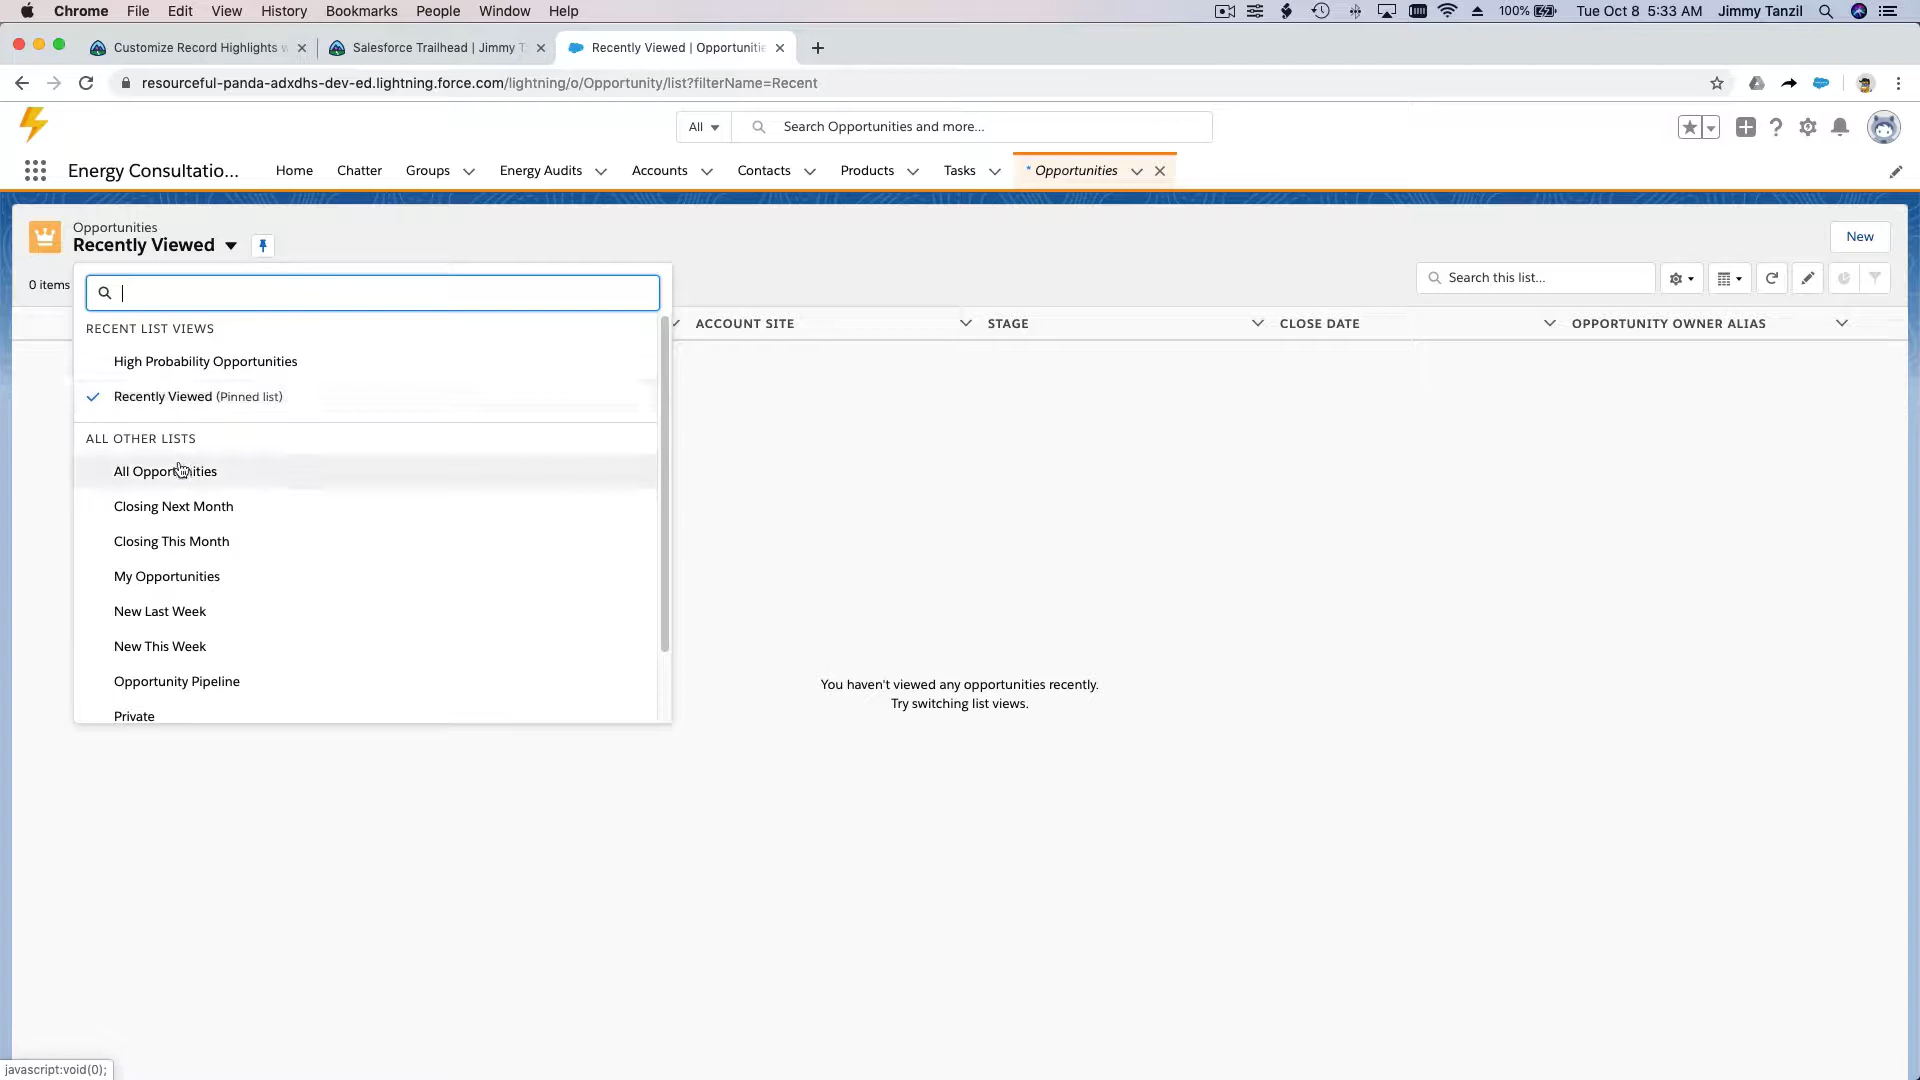 Chrome File Edit View History Bookmarks People Window Help 100% Tue Oct 8 5:33 AM Jimmy Tanzil
Customize Record Highlights w Salesforce Trailhead | Jimmy T Recently Viewed | Opportunitie
resourceful-panda-adxdhs-dev-ed.lightning.force.com/lightning/o/Opportunity/list?filterName=Recent
All Search Opportunities and more...
Energy Consultatio... Home Chatter Groups Energy Audits Accounts Contacts Products Tasks * Opportunities
Opportunities
Recently Viewed
New
0 items
Search this list...
ACCOUNT SITE STAGE CLOSE DATE OPPORTUNITY OWNER ALIAS
RECENT LIST VIEWS
High Probability Opportunities
Recently Viewed (Pinned list)
ALL OTHER LISTS
All Opportunities
Closing Next Month
Closing This Month
My Opportunities
New Last Week
New This Week
Opportunity Pipeline
Private
You haven't viewed any opportunities recently.
Try switching list views.
javascript:void(0);